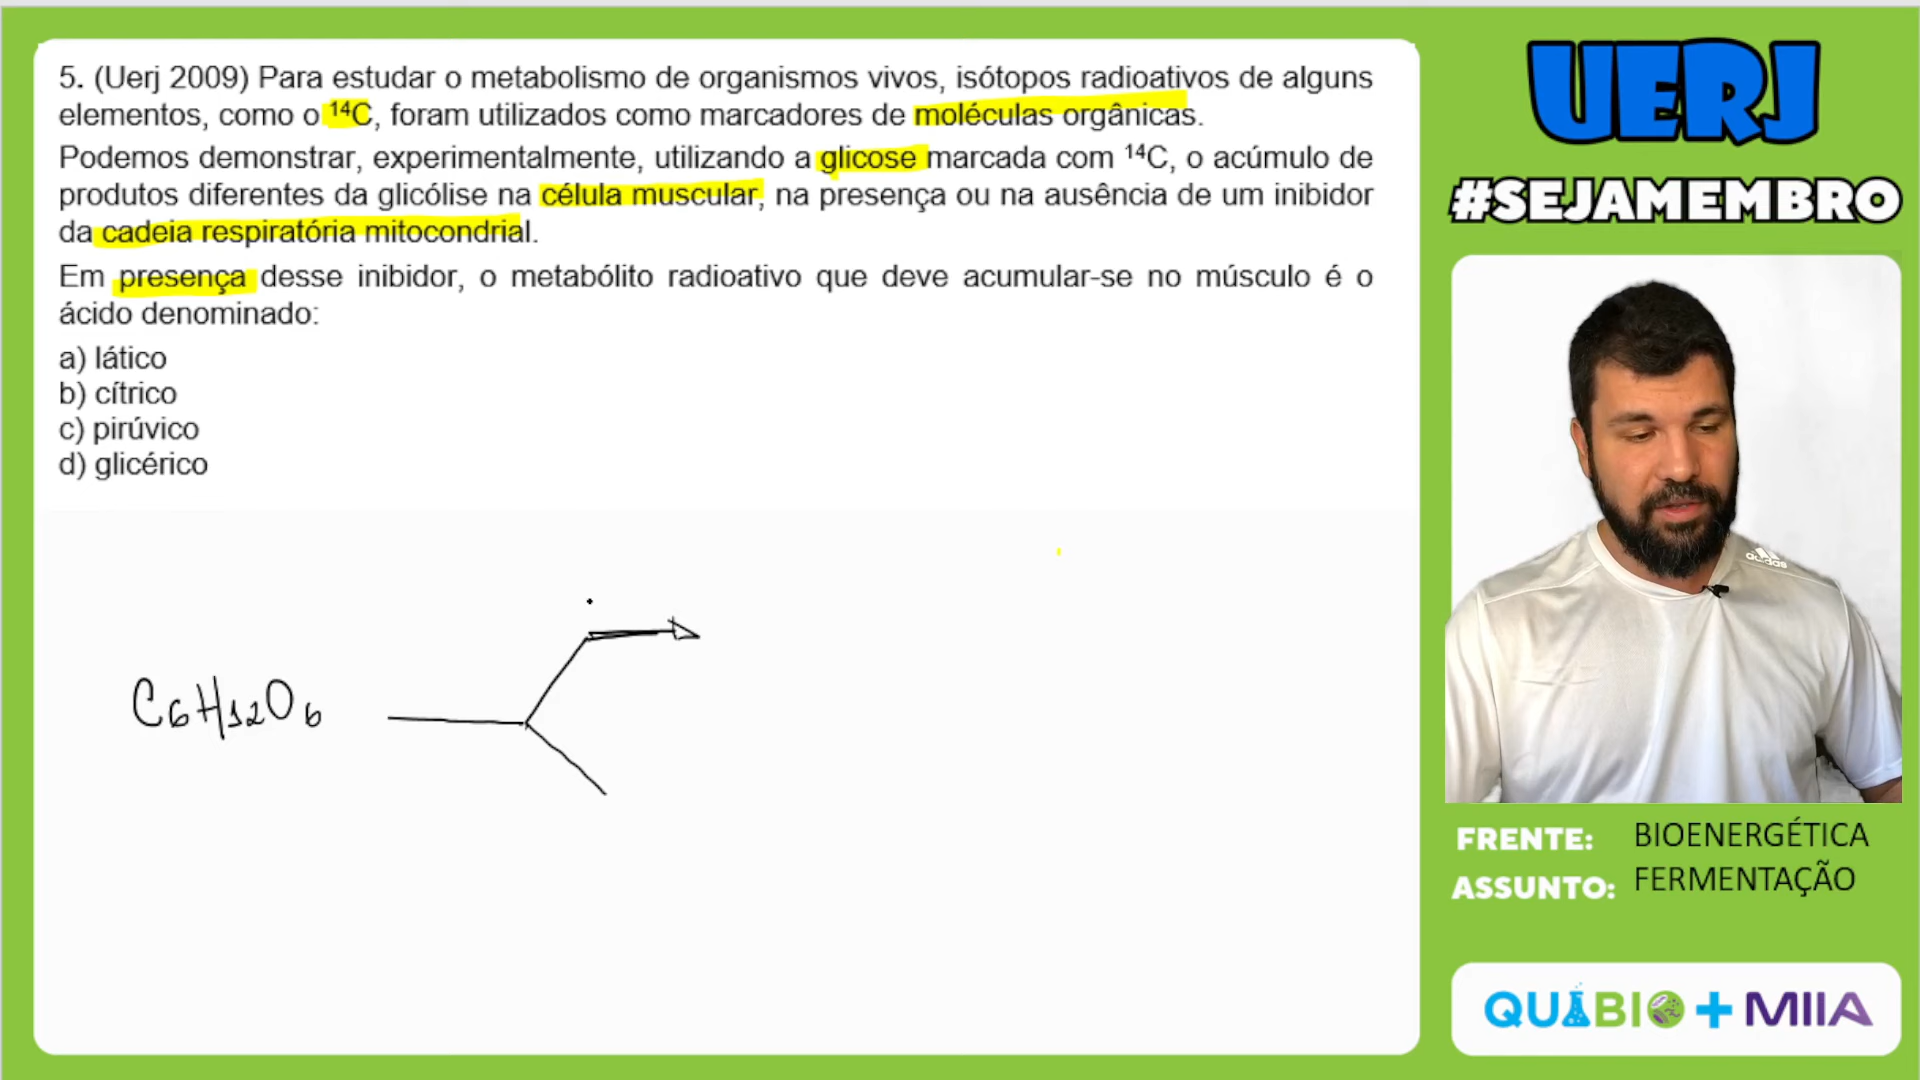 5. (Uerj 2009) Para estudar o metabolismo de organismos vivos, isótopos radioativos de alguns
elementos, como o ¹⁴C, foram utilizados como marcadores de moléculas orgânicas.
Podemos demonstrar, experimentalmente, utilizando a glicose marcada com ¹⁴C, o acúmulo de
produtos diferentes da glicólise na célula muscular, na presença ou na ausência de um inibidor
da cadeia respiratória mitocondrial.
Em presença desse inibidor, o metabólito radioativo que deve acumular-se no músculo é o
ácido denominado:
a) lático
b) cítrico
c) pirúvico
d) glicérico
C₆H₁₂O₆
UERJ
#SEJAMEMBRO
adidas
FRENTE: BIOENERGÉTICA
ASSUNTO: FERMENTAÇÃO
QUÍBIO + MIIA